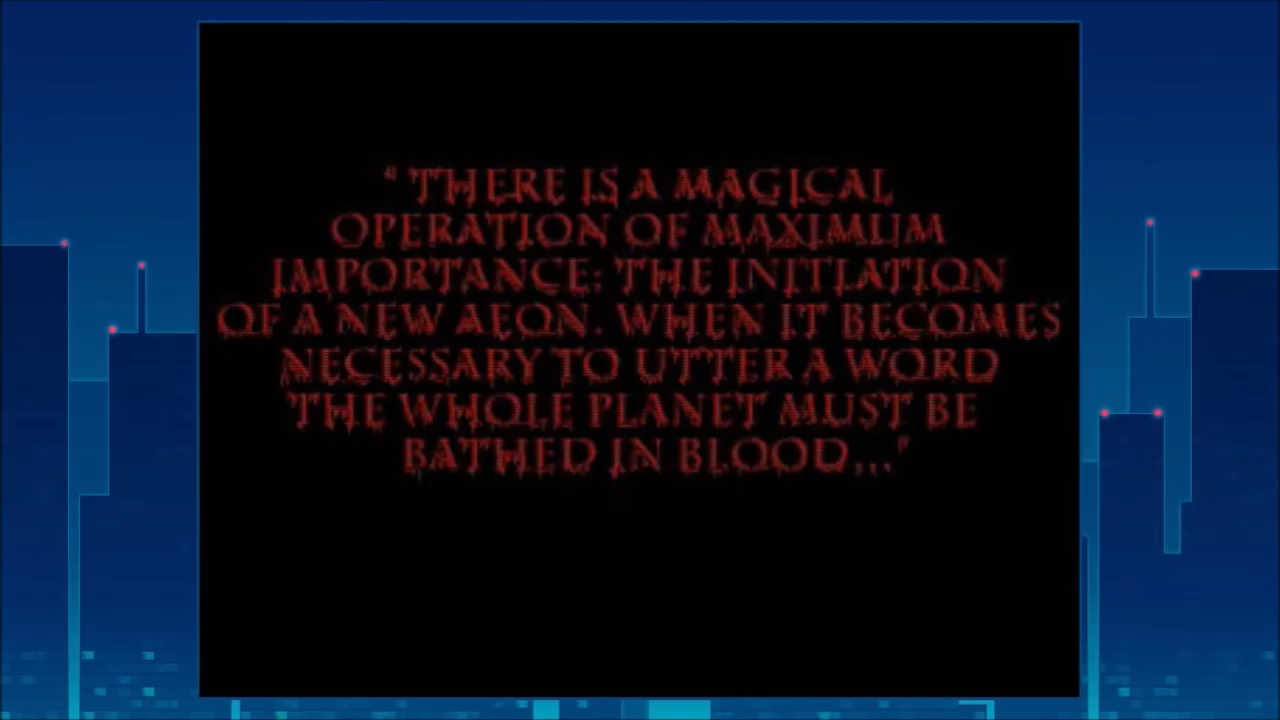 " THERE IS A MAGICAL
OPERATION OF MAXIMUM
IMPORTANCE: THE INITIATION
OF A NEW AEON. WHEN IT BECOMES
NECESSARY TO UTTER A WORD
THE WHOLE PLANET MUST BE
BATHED IN BLOOD..."